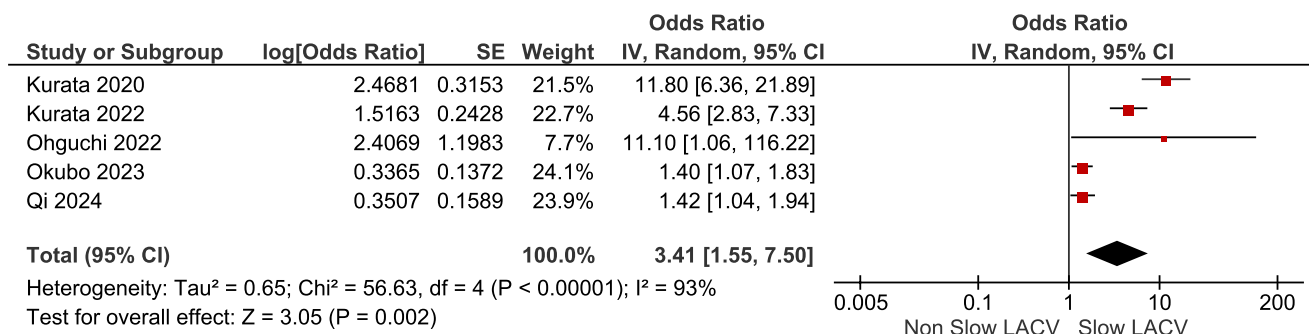 Odds Ratio Odds Ratio
Study or Subgroup log[Odds Ratio] SE Weight IV, Random, 95% CI IV, Random, 95% CI
Kurata 2020 2.4681 0.3153 21.5% 11.80 [6.36, 21.89]
Kurata 2022 1.5163 0.2428 22.7% 4.56 [2.83, 7.33]
Ohguchi 2022 2.4069 1.1983 7.7% 11.10 [1.06, 116.22]
Okubo 2023 0.3365 0.1372 24.1% 1.40 [1.07, 1.83]
Qi 2024 0.3507 0.1589 23.9% 1.42 [1.04, 1.94]
Total (95% CI) 100.0% 3.41 [1.55, 7.50]
Heterogeneity: Tau² = 0.65; Chi² = 56.63, df = 4 (P < 0.00001); I² = 93%
Test for overall effect: Z = 3.05 (P = 0.002)
0.005 0.1 1 10 200
Non Slow LACV Slow LACV